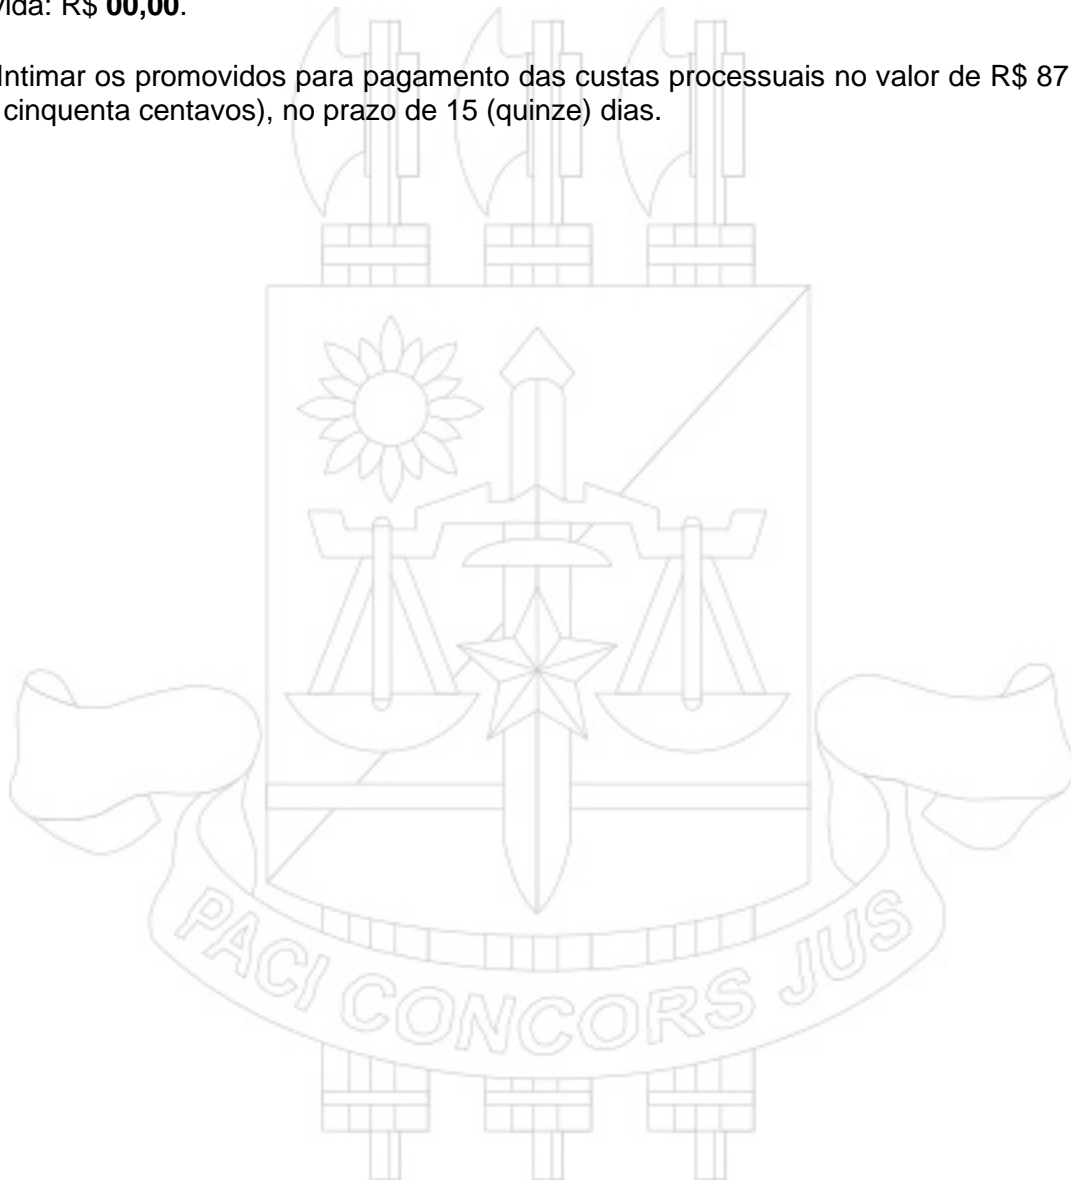 vida: R$ 00,00.
Intimar os promovidos para pagamento das custas processuais no valor de R$ 87
cinquenta centavos), no prazo de 15 (quinze) dias.
PACI CONCORS JUS